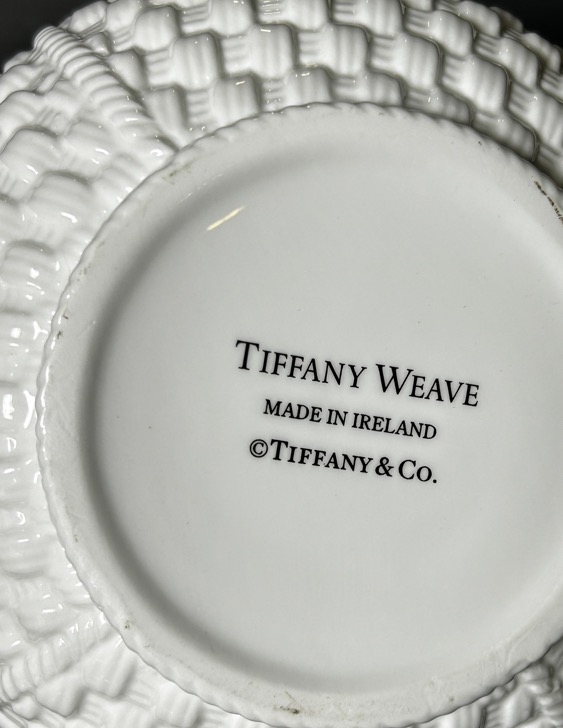 TIFFANY WEAVE
MADE IN IRELAND
©TIFFANY & CO.